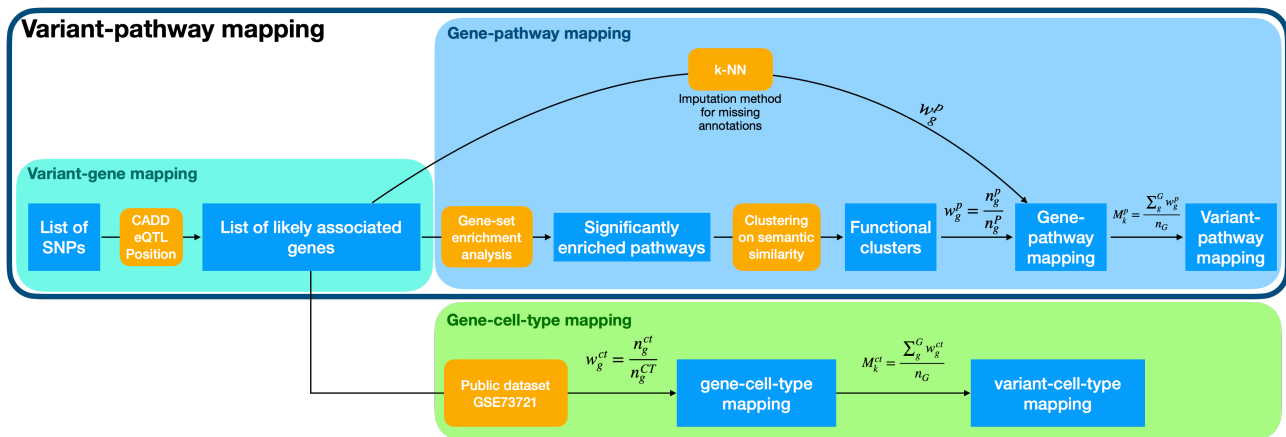 Variant-pathway mapping
Gene-pathway mapping
k-NN
Imputation method
for missing
annotations
w_g^p
Variant-gene mapping
List of
SNPs
CADD
eQTL
Position
List of likely associated
genes
Gene-set
enrichment
analysis
Significantly
enriched pathways
Clustering
on semantic
similarity
Functional
clusters
w_g^p = n_g^p / n_g^P
Gene-
pathway
mapping
M_k^p = ∑_g^G w_g^p / n_G
Variant-
pathway
mapping
Gene-cell-type mapping
Public dataset
GSE73721
w_g^{ct} = n_g^{ct} / n_g^{CT}
gene-cell-type
mapping
M_k^{ct} = ∑_g^G w_g^{ct} / n_G
variant-cell-type
mapping